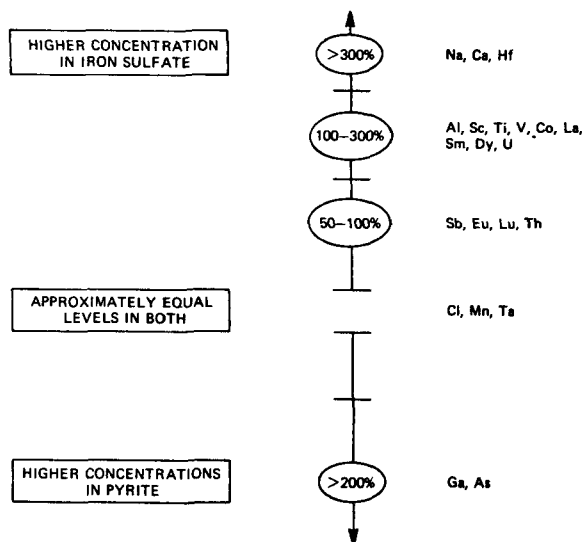 HIGHER CONCENTRATION
IN IRON SULFATE
>300%
Na, Ca, Hf
100–300%
Al, Sc, Ti, V, Co, La,
Sm, Dy, U
50–100%
Sb, Eu, Lu, Th
APPROXIMATELY EQUAL
LEVELS IN BOTH
Cl, Mn, Ta
HIGHER CONCENTRATIONS
IN PYRITE
>200%
Ga, As